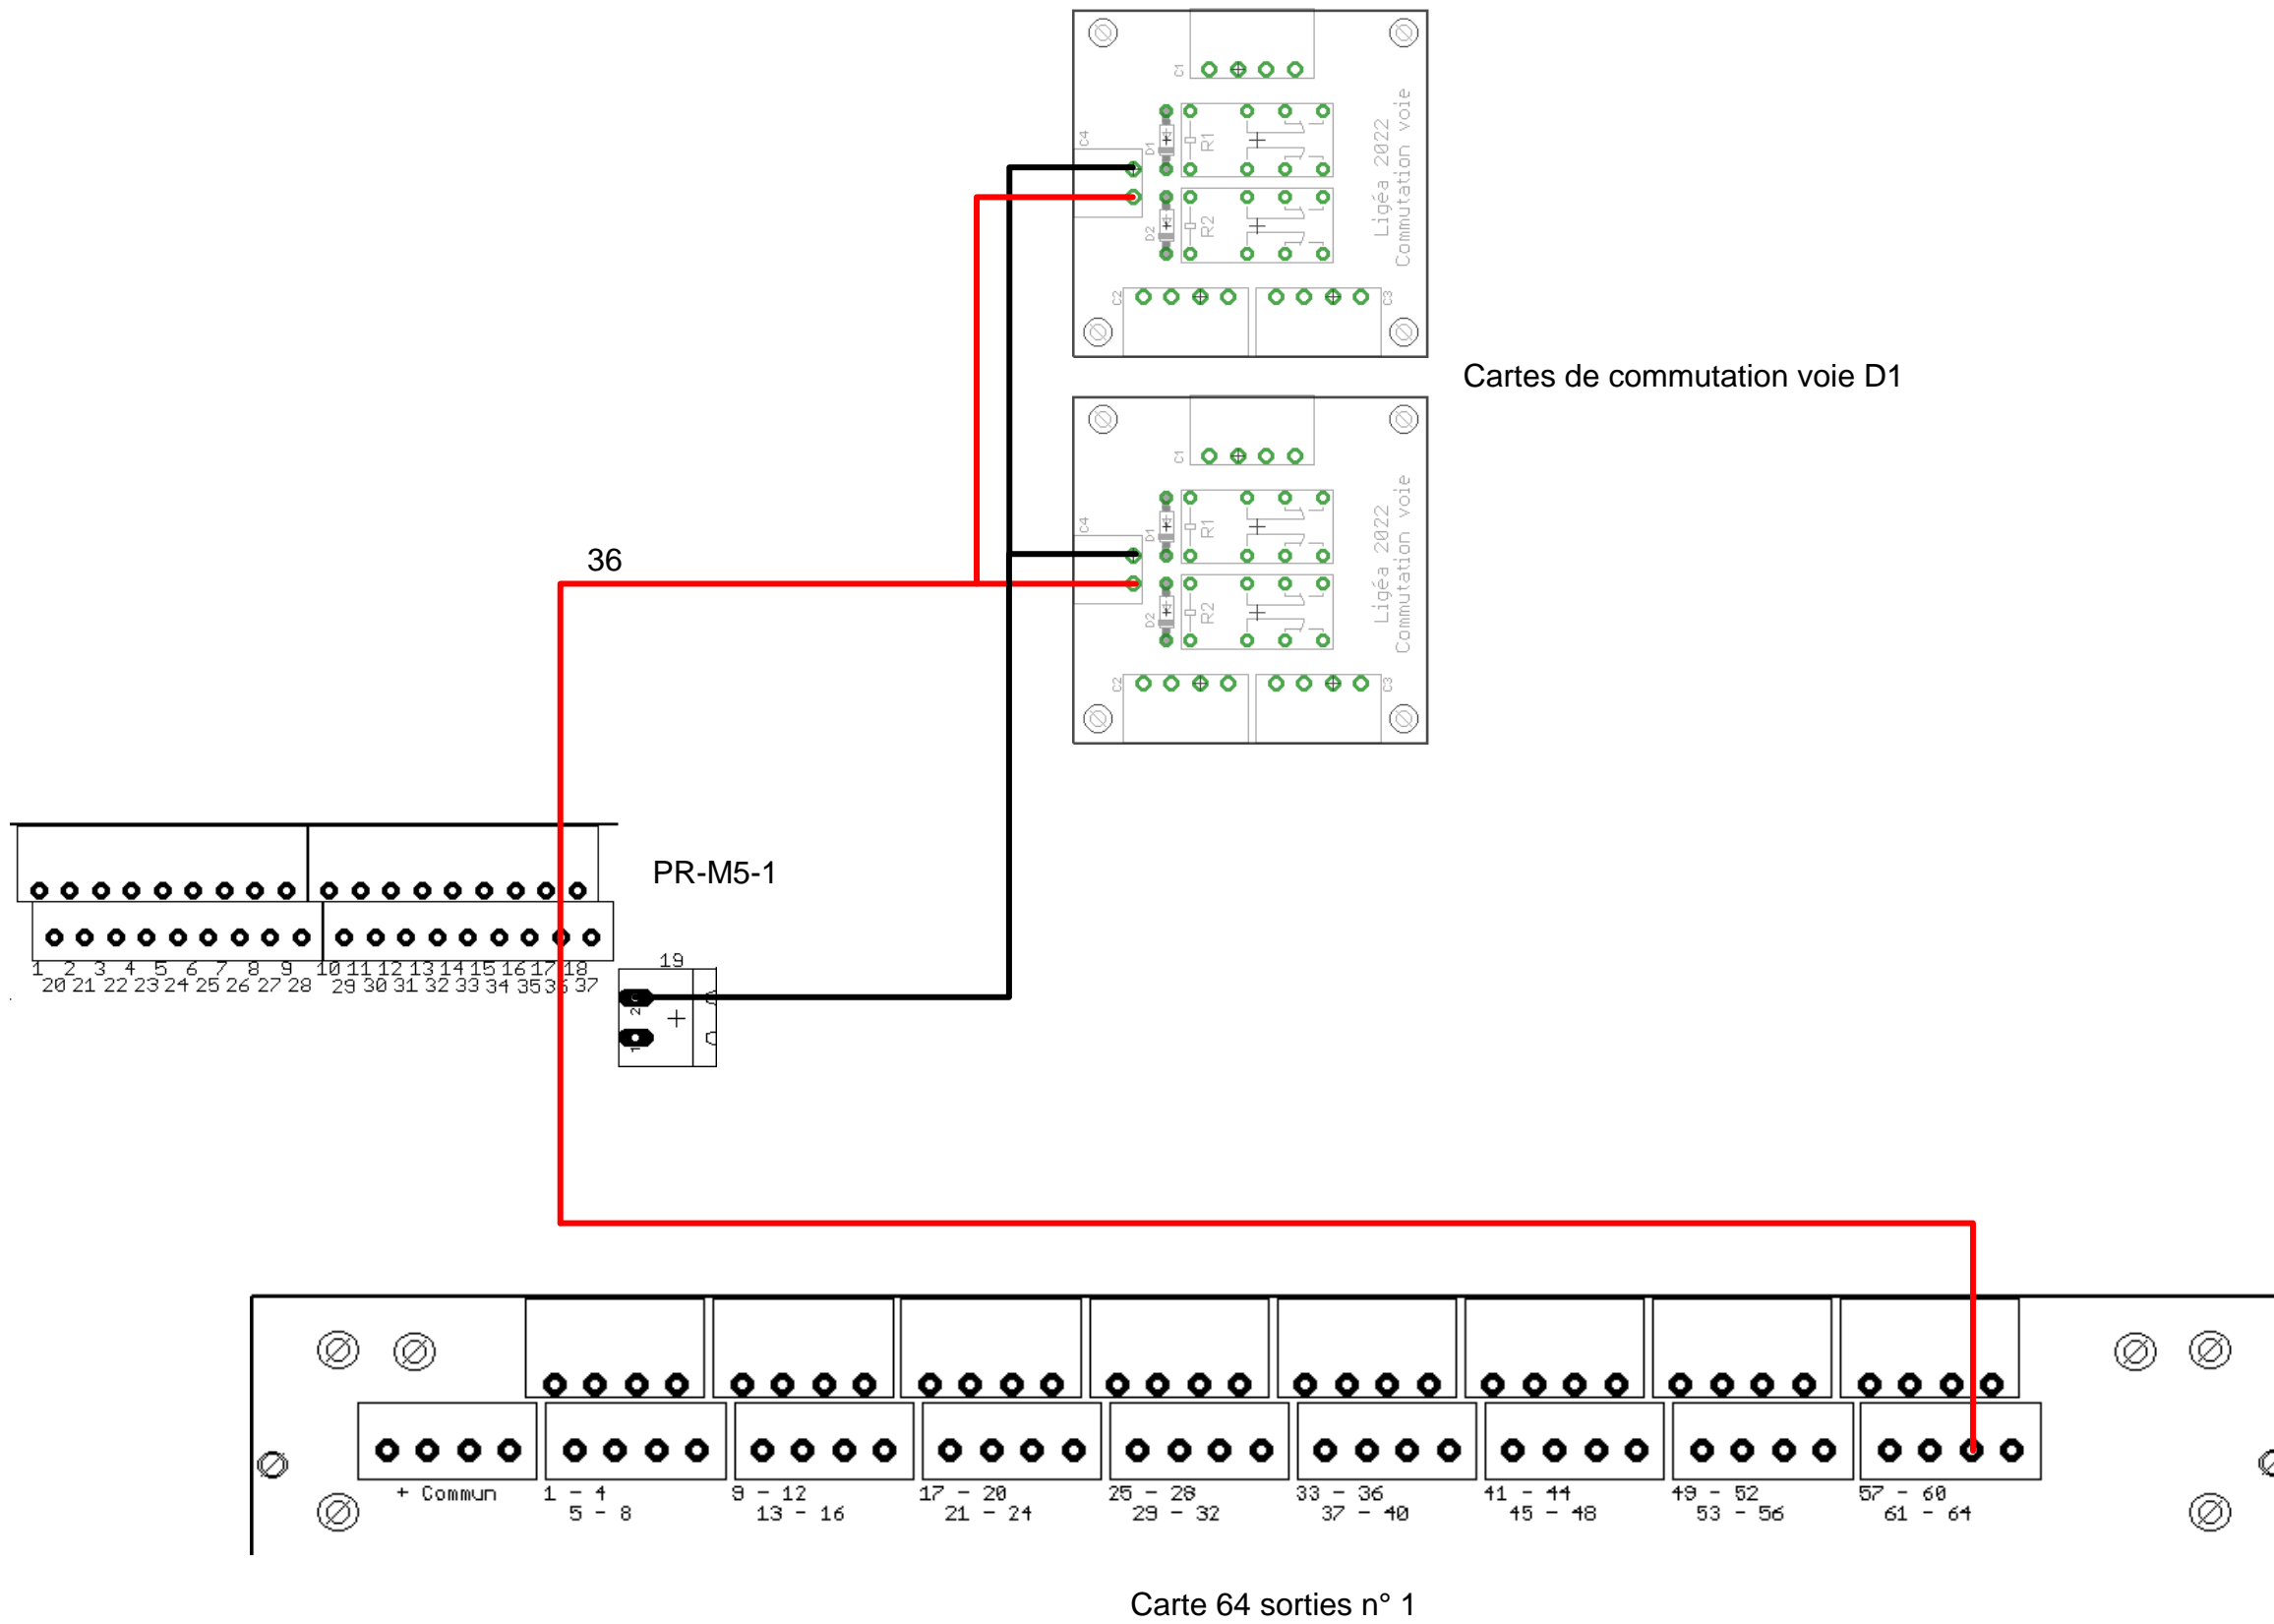 C1
C4
D1
R1
D2
R2
C2
C3
Ligéa 2022
Commutation voie
Cartes de commutation voie D1
C1
C4
D1
R1
D2
R2
C2
C3
Ligéa 2022
Commutation voie
36
PR-M5-1
1 2 3 4 5 6 7 8 9 10 11 12 13 14 15 16 17 18
20 21 22 23 24 25 26 27 28 29 30 31 32 33 34 35 36 37
19
2
1
+ Commun
1 - 4 9 - 12 17 - 20 25 - 28 33 - 36 41 - 44 49 - 52 57 - 60
5 - 8 13 - 16 21 - 24 29 - 32 37 - 40 45 - 48 53 - 56 61 - 64
Carte 64 sorties n° 1